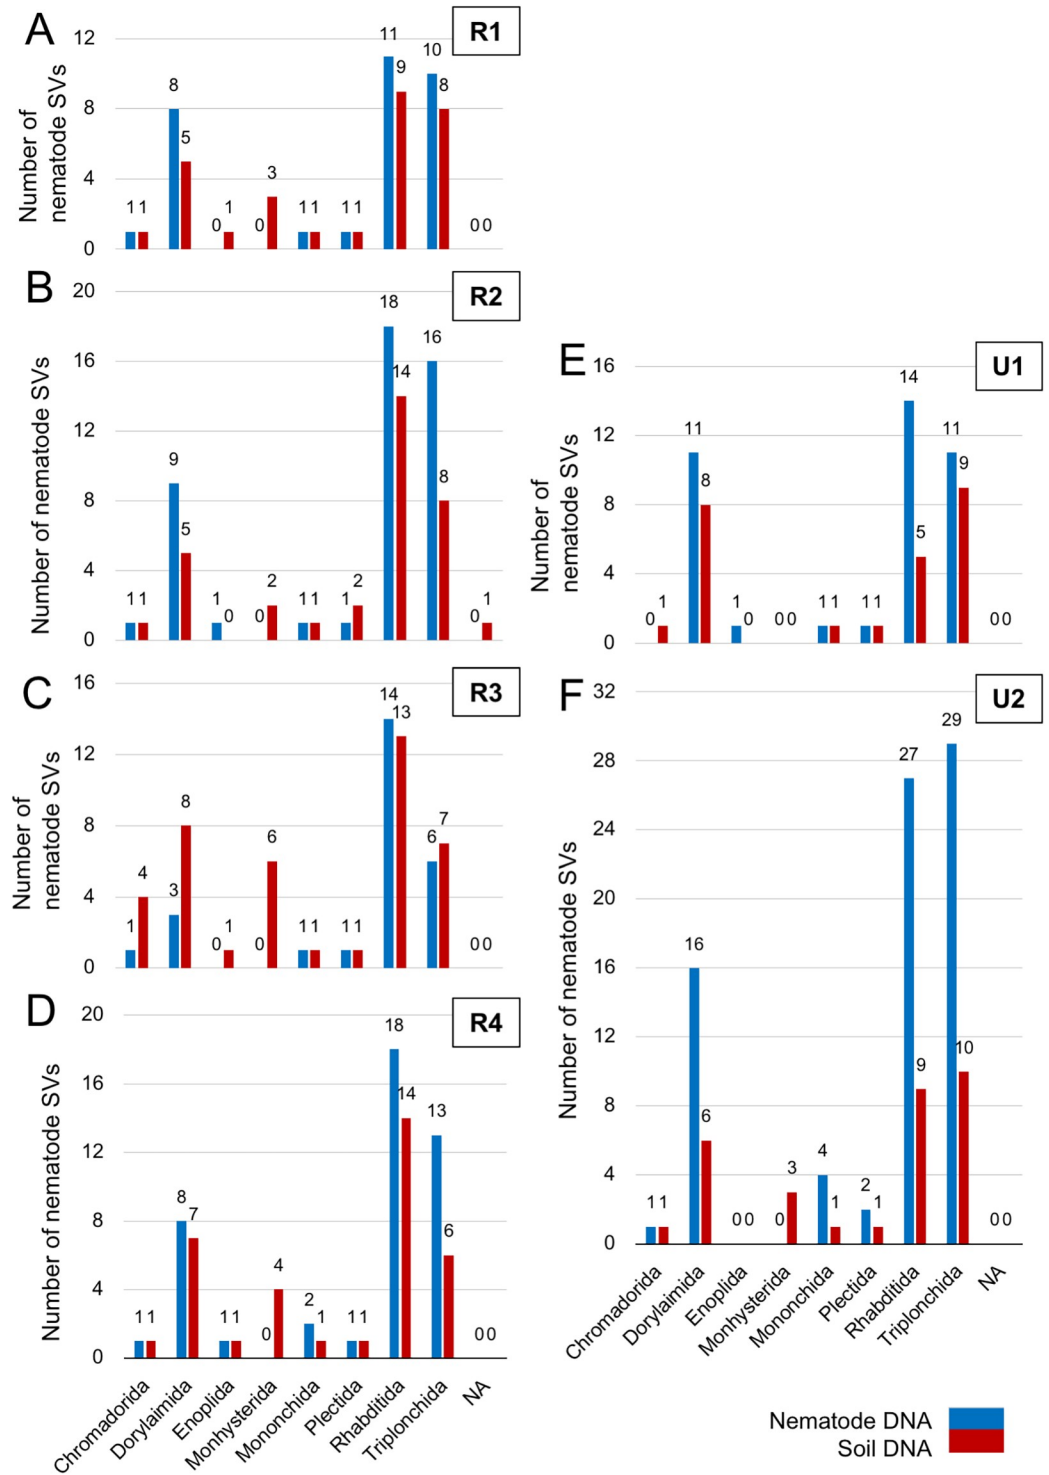 A
R1
Number of
nematode SVs
12
8
4
0
1 1
8 5
0 1
0 3
1 1
1 1
11 9
10 8
0 0
B
R2
Number of nematode SVs
20
16
12
8
4
0
1 1
9 5
1 0
0 2
1 1
1 2
18 14
16 8
0 1
C
R3
Number of
nematode SVs
16
12
8
4
0
1 4
3 8
0 1
0 6
1 1
1 1
14 13
6 7
0 0
D
R4
Number of nematode SVs
20
16
12
8
4
0
1 1
8 7
1 1
0 4
2 1
1 1
18 14
13 6
0 0
Chromadorida
Dorylaimida
Enoplida
Monhysterida
Mononchida
Plectida
Rhabditida
Triplonchida
NA
E
U1
Number of
nematode SVs
16
12
8
4
0
0 1
11 8
1 0
0 0
1 1
1 1
14 5
11 9
0 0
F
U2
Number of nematode SVs
32
28
24
20
16
12
8
4
0
1 1
16 6
0 0
0 3
4 1
2 1
27 9
29 10
0 0
Chromadorida
Dorylaimida
Enoplida
Monhysterida
Mononchida
Plectida
Rhabditida
Triplonchida
NA
Nematode DNA
Soil DNA